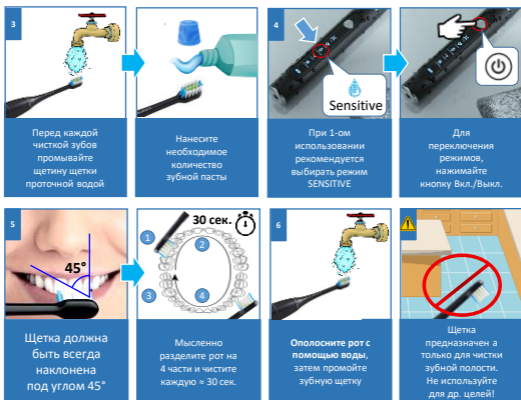 3
Перед каждой
чисткой зубов
промывайте
щетину щетки
проточной водой
Нанесите
необходимое
количество
зубной пасты
4
Sensitive
При 1-ом
использовании
рекомендуется
выбирать режим
SENSITIVE
Для
переключения
режимов,
нажимайте
кнопку Вкл./Выкл.
5
45°
Щетка должна
быть всегда
наклонена
под углом 45°
30 сек.
1
2
3
4
Мысленно
разделите рот на
4 части и чистите
каждую ≈ 30 сек.
6
Ополосните рот с
помощью воды,
затем промойте
зубную щетку
Щетка
предназначен а
только для чистки
зубной полости.
Не используйте
для др. целей!